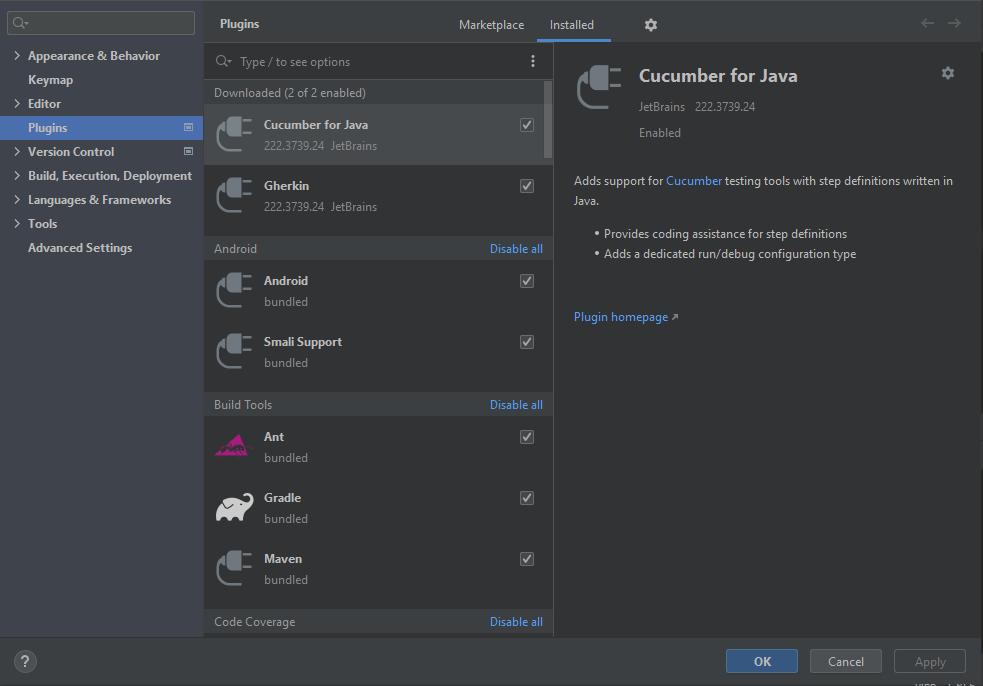 Plugins
Marketplace
Installed
Appearance & Behavior
Keymap
Editor
Plugins
Version Control
Build, Execution, Deployment
Languages & Frameworks
Tools
Advanced Settings
Type / to see options
Downloaded (2 of 2 enabled)
Cucumber for Java
222.3739.24 JetBrains
Gherkin
222.3739.24 JetBrains
Android Disable all
Android
bundled
Smali Support
bundled
Build Tools Disable all
Ant
bundled
Gradle
bundled
Maven
bundled
Code Coverage Disable all
Cucumber for Java
JetBrains 222.3739.24
Enabled
Adds support for Cucumber testing tools with step definitions written in
Java.
• Provides coding assistance for step definitions
• Adds a dedicated run/debug configuration type
Plugin homepage ↗
?
OK
Cancel
Apply